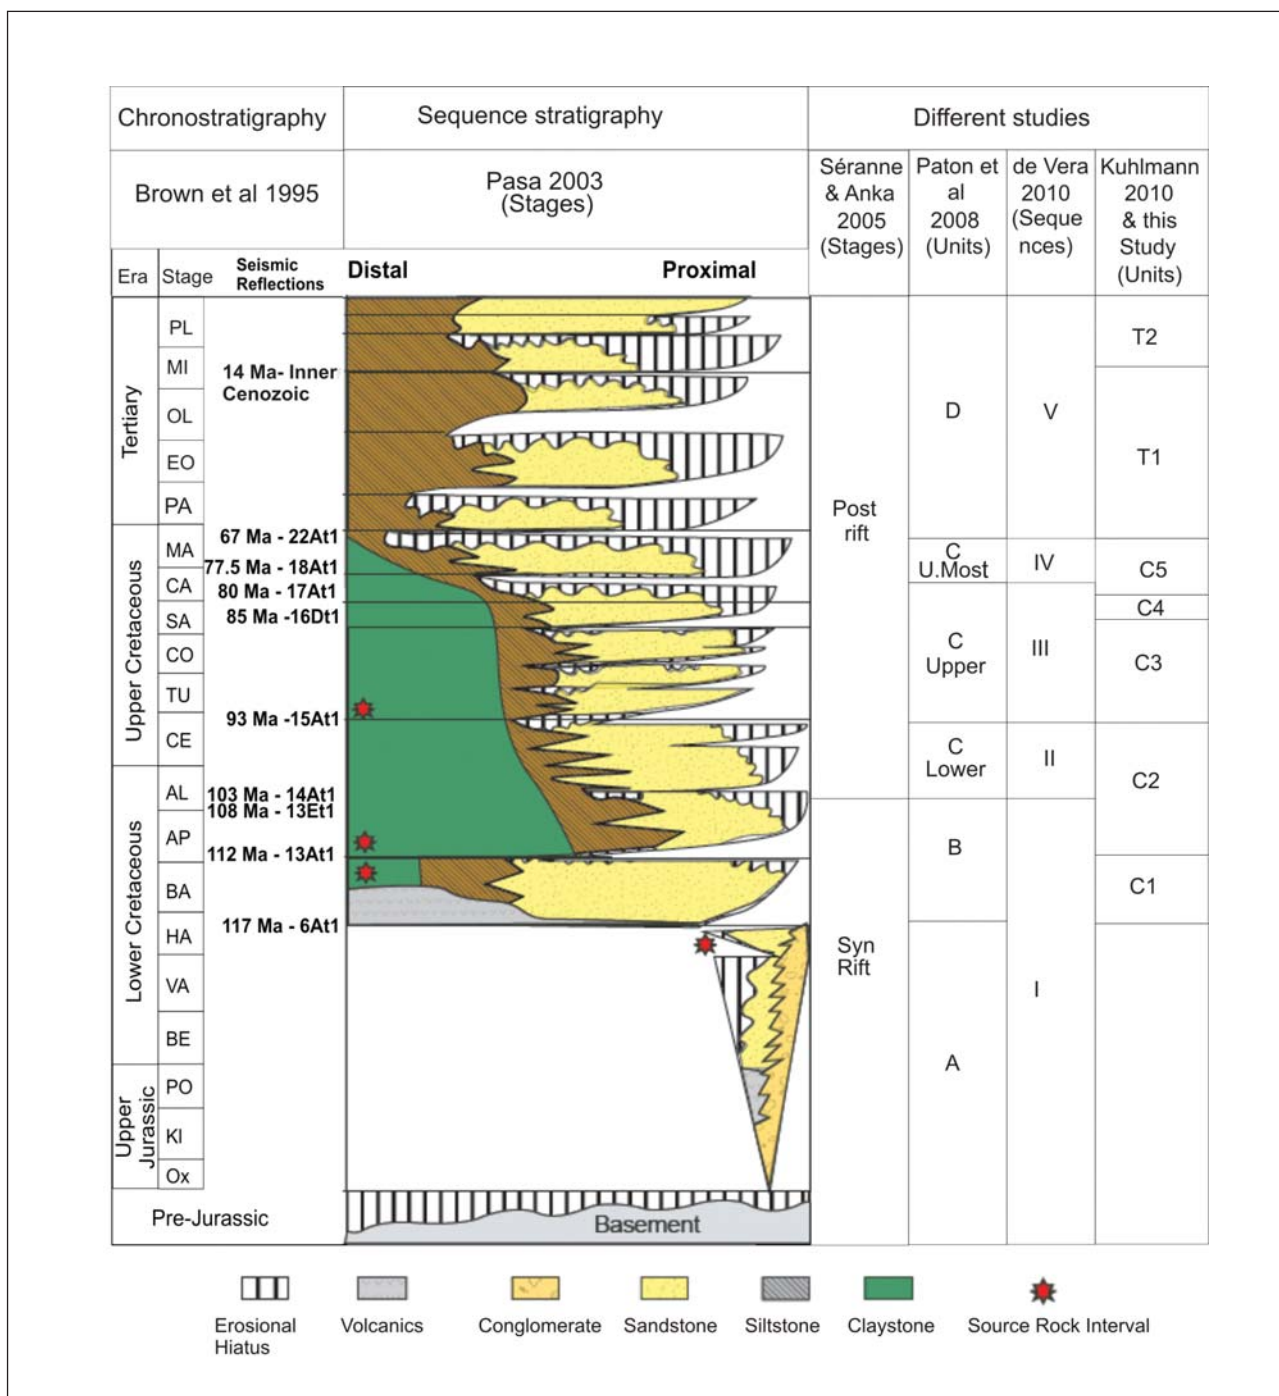 Chronostratigraphy
Sequence stratigraphy
Different studies
Brown et al 1995
Pasa 2003
(Stages)
Séranne
& Anka
2005
(Stages)
Paton et
al
2008
(Units)
de Vera
2010
(Seque
nces)
Kuhlmann
2010
& this
Study
(Units)
Era
Stage
Seismic
Reflections
Distal
Proximal
Tertiary
Upper Cretaceous
Lower Cretaceous
Upper
Jurassic
PL
MI
OL
EO
PA
MA
CA
SA
CO
TU
CE
AL
AP
BA
HA
VA
BE
PO
KI
Ox
Pre-Jurassic
14 Ma- Inner
Cenozoic
67 Ma - 22At1
77.5 Ma - 18At1
80 Ma - 17At1
85 Ma -16Dt1
93 Ma -15At1
103 Ma - 14At1
108 Ma - 13Et1
112 Ma - 13At1
117 Ma - 6At1
Basement
Post
rift
Syn
Rift
D
C
U.Most
C
Upper
C
Lower
B
A
V
IV
III
II
I
T2
T1
C5
C4
C3
C2
C1
Erosional
Hiatus
Volcanics
Conglomerate
Sandstone
Siltstone
Claystone
Source Rock Interval